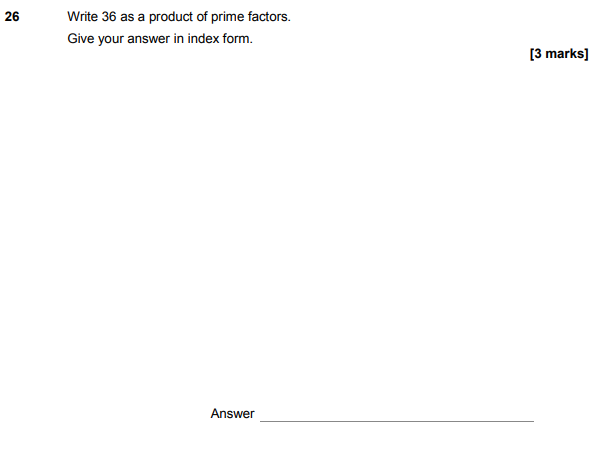 26 Write 36 as a product of prime factors.
Give your answer in index form.
[3 marks]
Answer